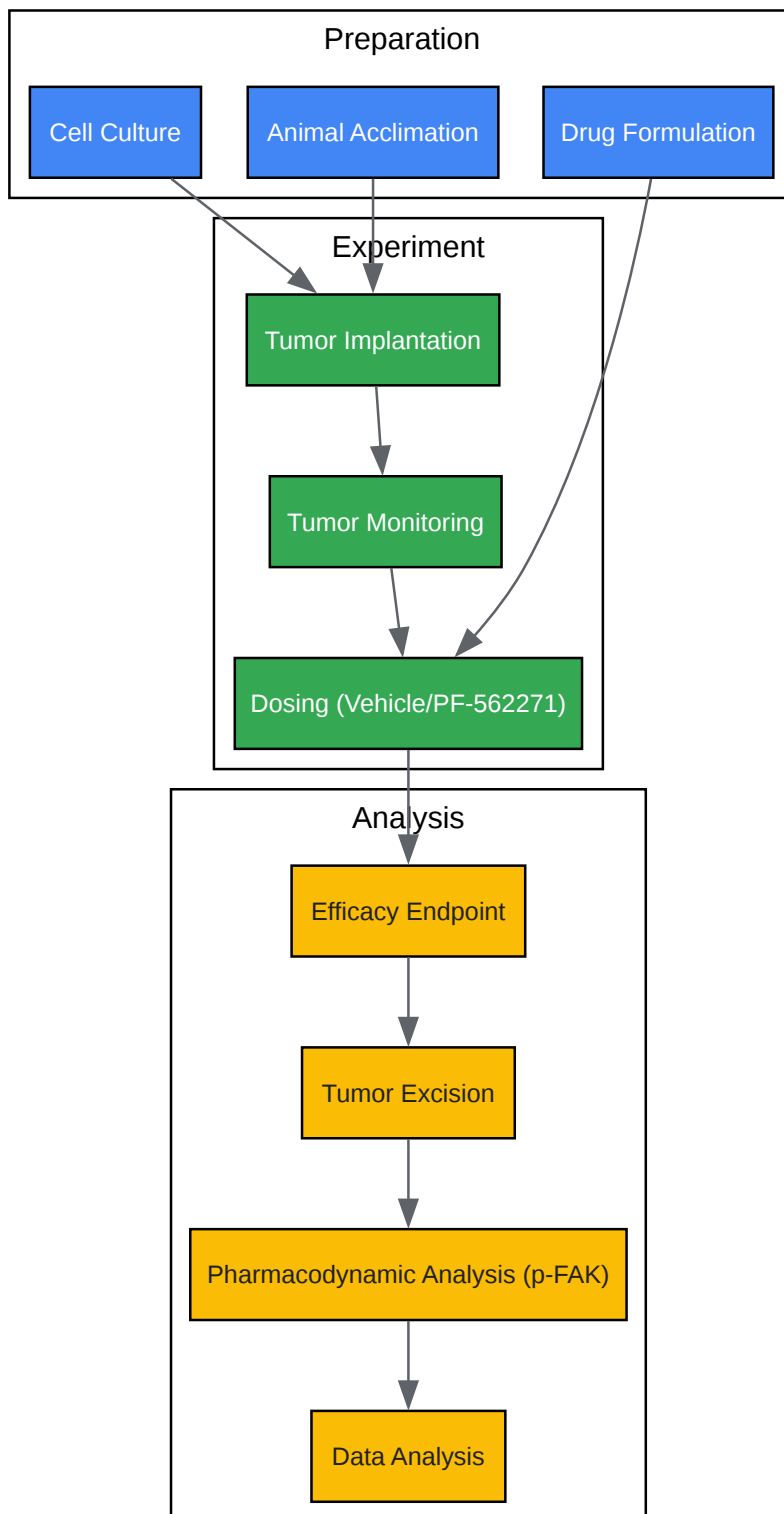 Preparation
Cell Culture
Animal Acclimation
Drug Formulation
Experiment
Tumor Implantation
Tumor Monitoring
Dosing (Vehicle/PF-562271)
Analysis
Efficacy Endpoint
Tumor Excision
Pharmacodynamic Analysis (p-FAK)
Data Analysis